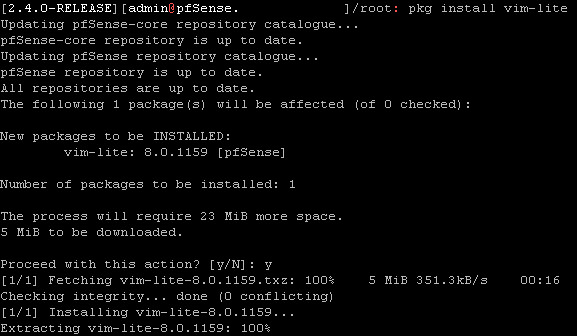 [2.4.0-RELEASE][admin@pfSense.               ]/root: pkg install vim-lite
Updating pfSense-core repository catalogue...
pfSense-core repository is up to date.
Updating pfSense repository catalogue...
pfSense repository is up to date.
All repositories are up to date.
The following 1 package(s) will be affected (of 0 checked):

New packages to be INSTALLED:
        vim-lite: 8.0.1159 [pfSense]

Number of packages to be installed: 1

The process will require 23 MiB more space.
5 MiB to be downloaded.

Proceed with this action? [y/N]: y
[1/1] Fetching vim-lite-8.0.1159.txz: 100%    5 MiB 351.3kB/s    00:16
Checking integrity... done (0 conflicting)
[1/1] Installing vim-lite-8.0.1159...
Extracting vim-lite-8.0.1159: 100%